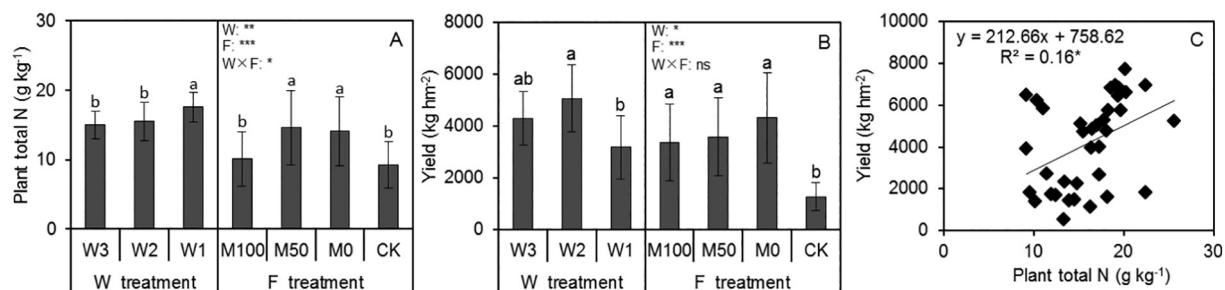 A
W: **
F: ***
W×F: *
Plant total N (g kg⁻¹)
30
20
10
0
b
b
a
b
a
a
b
W3
W2
W1
M100
M50
M0
CK
W treatment
F treatment
B
W: *
F: ***
W×F: ns
Yield (kg hm⁻²)
8000
6000
4000
2000
0
ab
a
b
a
a
a
b
W3
W2
W1
M100
M50
M0
CK
W treatment
F treatment
C
y = 212.66x + 758.62
R² = 0.16*
Yield (kg hm⁻²)
10000
8000
6000
4000
2000
0
0
10
20
30
Plant total N (g kg⁻¹)